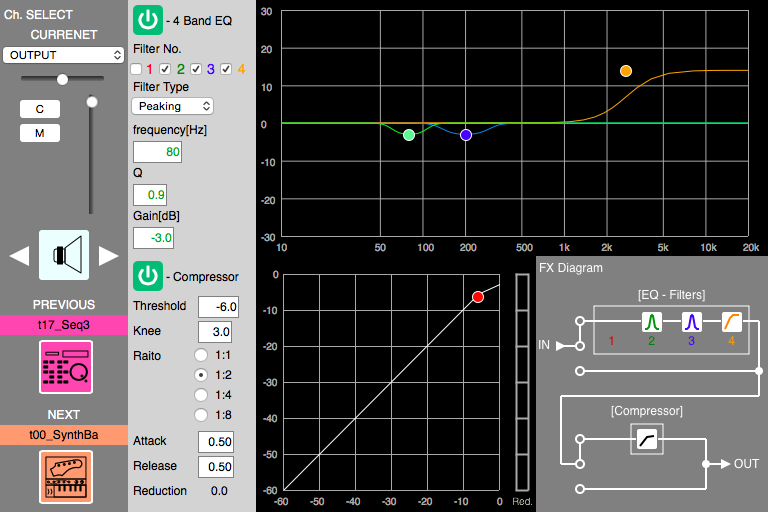 Ch. SELECT
CURRENET
OUTPUT
C
M
PREVIOUS
t17_Seq3
NEXT
t00_SynthBa
- 4 Band EQ
Filter No.
1 2 3 4
Filter Type
Peaking
frequency[Hz]
80
Q
0.9
Gain[dB]
-3.0
- Compressor
Threshold -6.0
Knee 3.0
Raito 1:1
1:2
1:4
1:8
Attack 0.50
Release 0.50
Reduction 0.0
30
20
10
0
-10
-20
-30
10 50 100 200 500 1k 2k 5k 10k 20k
0
-10
-20
-30
-40
-50
-60
-60 -50 -40 -30 -20 -10 0 Red.
FX Diagram
[EQ - Filters]
IN
1 2 3 4
[Compressor]
OUT